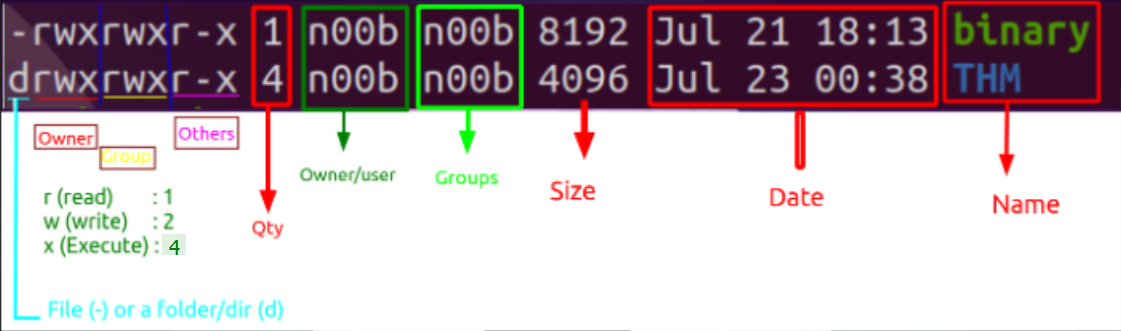 -rwxrwxr-x 1 n00b n00b 8192 Jul 21 18:13 binary
drwxrwxr-x 4 n00b n00b 4096 Jul 23 00:38 THM
Owner
Group
Others
Owner/user
Groups
Size
Date
Name
Qty
r (read) : 1
w (write) : 2
x (Execute) : 4
File (-) or a folder/dir (d)